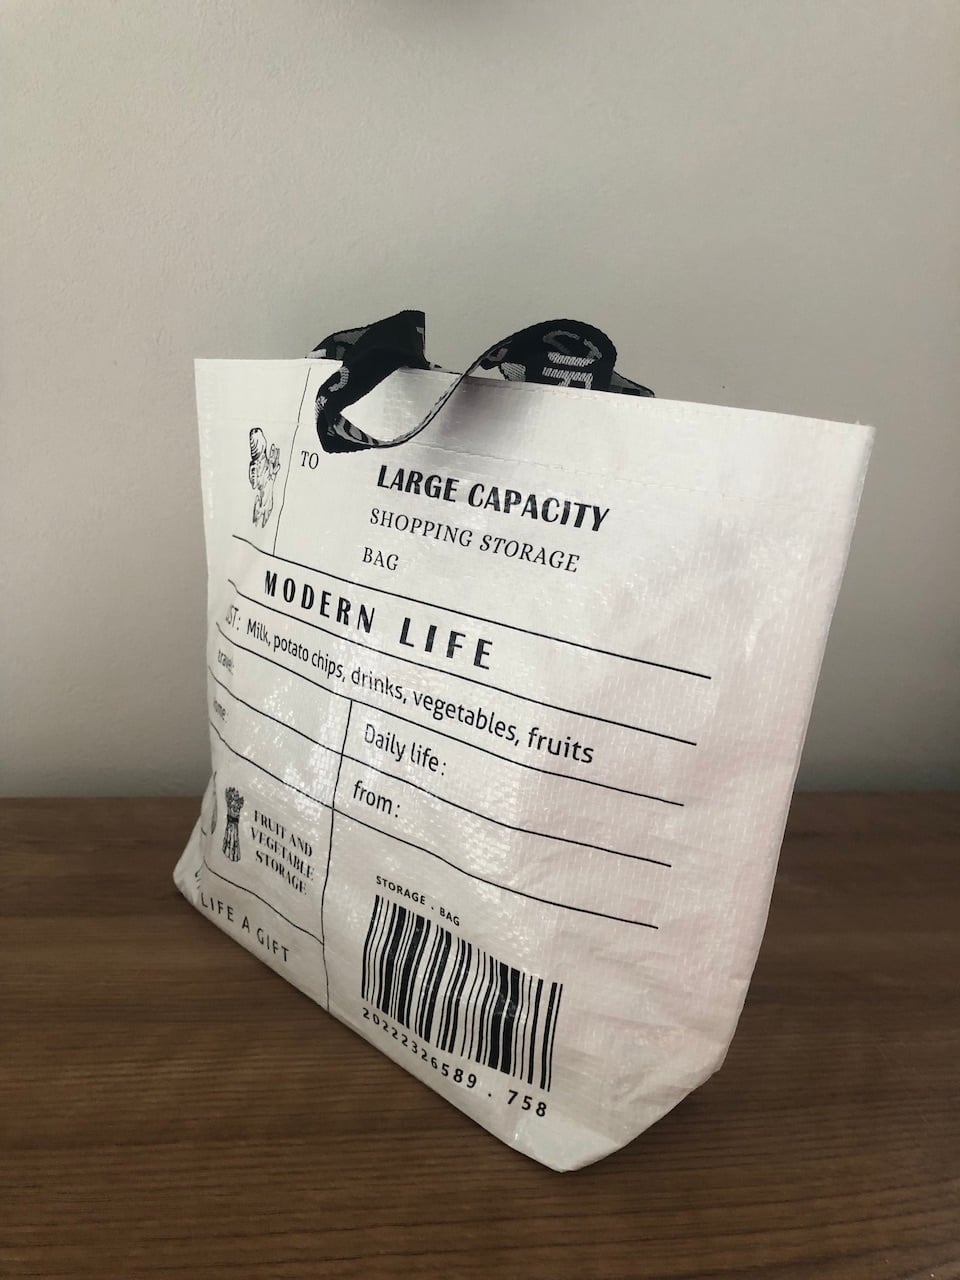 TO
LARGE CAPACITY
SHOPPING STORAGE
BAG
MODERN LIFE
Milk, potato chips, drinks, vegetables, fruits
Daily life:
from:
FRUIT AND
VEGETABLE
STORAGE
LIFE A GIFT
STORAGE . BAG
20222326589 . 758